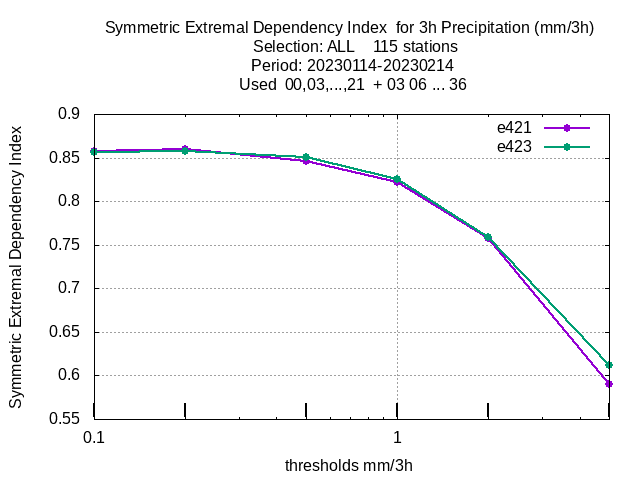 Symmetric Extremal Dependency Index  for 3h Precipitation (mm/3h)
Selection: ALL    115 stations
Period: 20230114-20230214
Used  00,03,...,21  + 03 06 ... 36
e421
e423
Symmetric Extremal Dependency Index
0.9
0.85
0.8
0.75
0.7
0.65
0.6
0.55
0.1
1
thresholds mm/3h